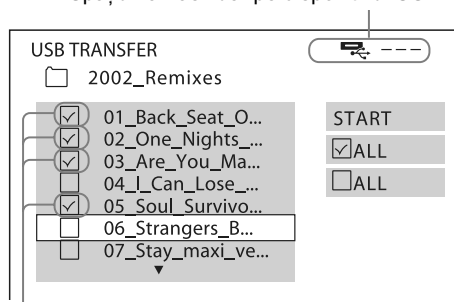 USB TRANSFER
---
2002_Remixes
01_Back_Seat_O...
02_One_Nights_...
03_Are_You_Ma...
04_I_Can_Lose_...
05_Soul_Survivo...
06_Strangers_B...
07_Stay_maxi_ve...
START
ALL
ALL